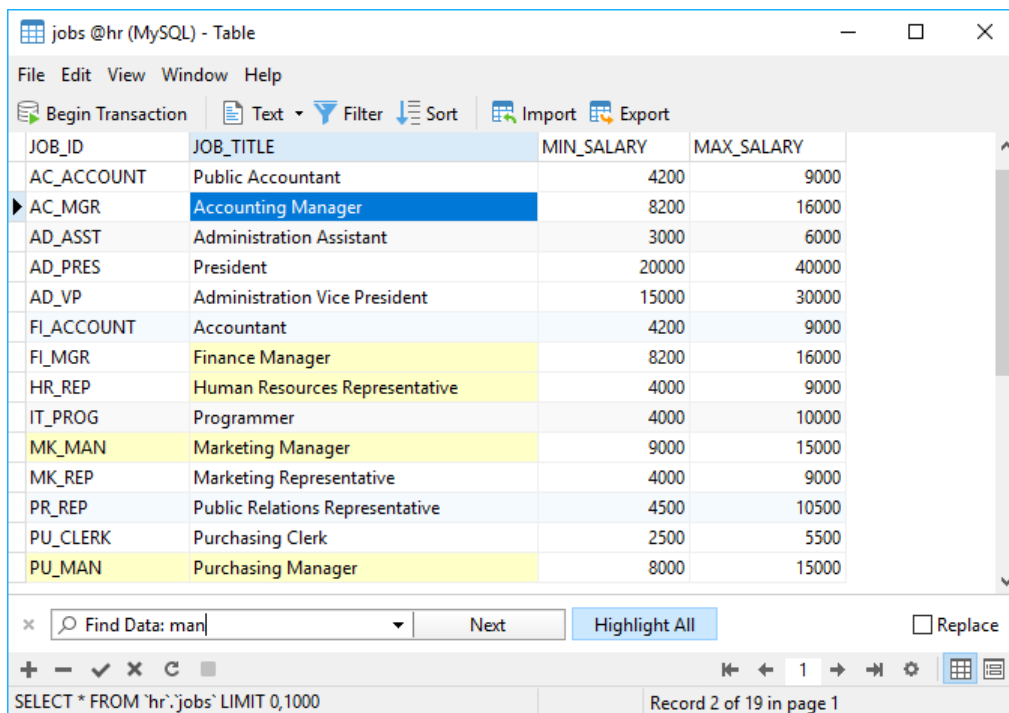 jobs @hr (MySQL) - Table
File Edit View Window Help
Begin Transaction Text Filter Sort Import Export
JOB_ID JOB_TITLE MIN_SALARY MAX_SALARY
AC_ACCOUNT Public Accountant 4200 9000
AC_MGR Accounting Manager 8200 16000
AD_ASST Administration Assistant 3000 6000
AD_PRES President 20000 40000
AD_VP Administration Vice President 15000 30000
FI_ACCOUNT Accountant 4200 9000
FI_MGR Finance Manager 8200 16000
HR_REP Human Resources Representative 4000 9000
IT_PROG Programmer 4000 10000
MK_MAN Marketing Manager 9000 15000
MK_REP Marketing Representative 4000 9000
PR_REP Public Relations Representative 4500 10500
PU_CLERK Purchasing Clerk 2500 5500
PU_MAN Purchasing Manager 8000 15000
Find Data: man Next Highlight All Replace
1
SELECT * FROM `hr`.`jobs` LIMIT 0,1000 Record 2 of 19 in page 1